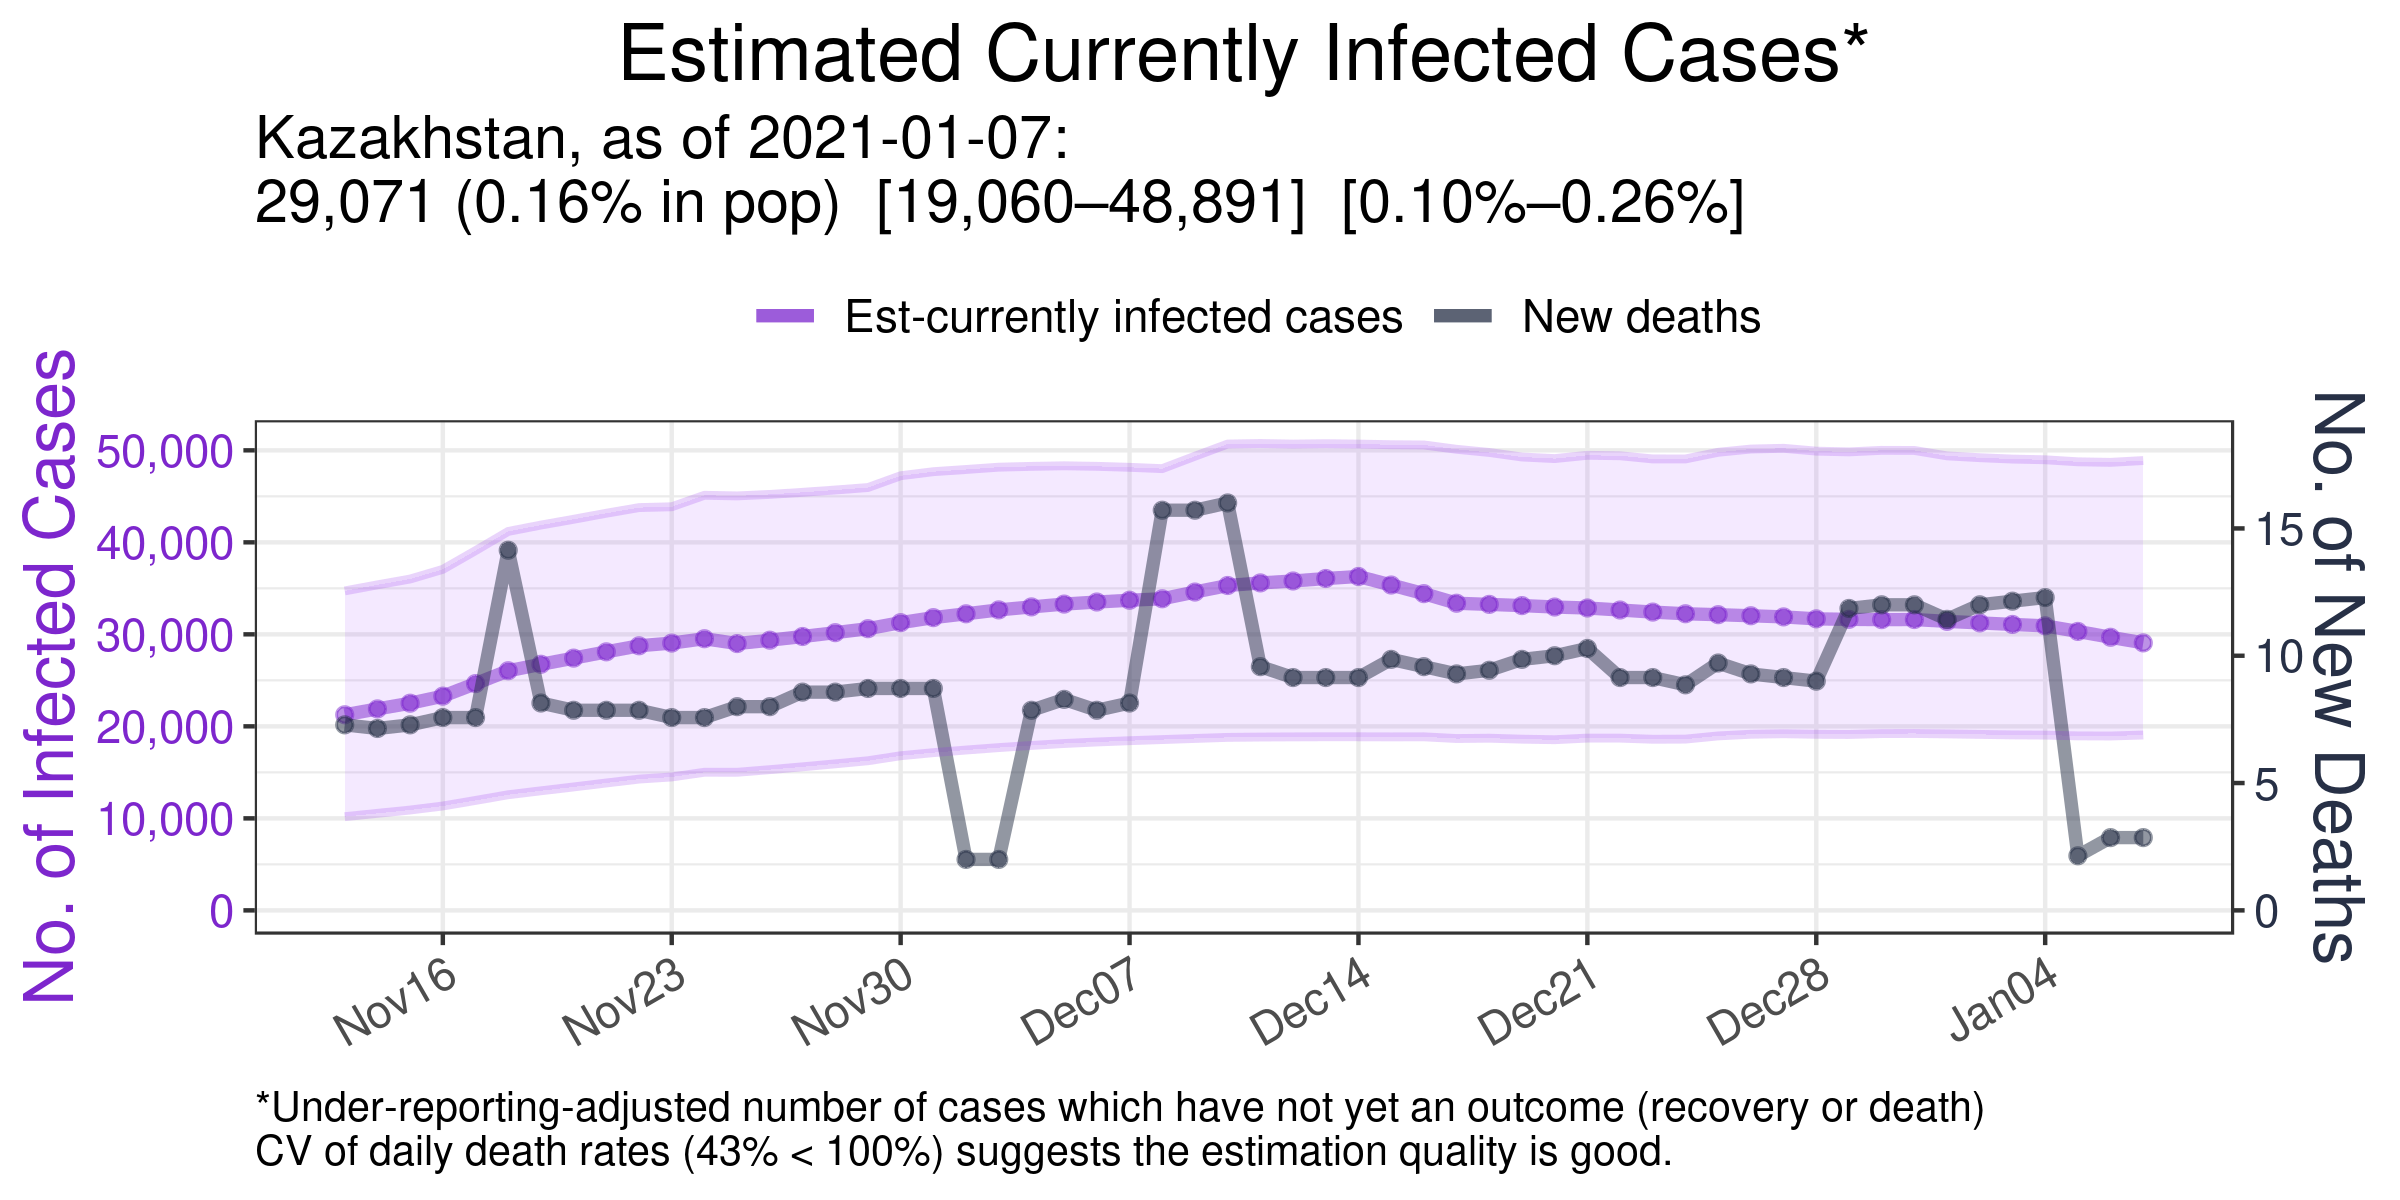 Estimated Currently Infected Cases*
Kazakhstan, as of 2021-01-07:
29,071 (0.16% in pop)  [19,060–48,891]  [0.10%–0.26%]
Est-currently infected cases
New deaths
No. of Infected Cases
50,000
40,000
30,000
20,000
10,000
0
15
10
5
0
No. of New Deaths
Nov16
Nov23
Nov30
Dec07
Dec14
Dec21
Dec28
Jan04
*Under-reporting-adjusted number of cases which have not yet an outcome (recovery or death)
CV of daily death rates (43% < 100%) suggests the estimation quality is good.